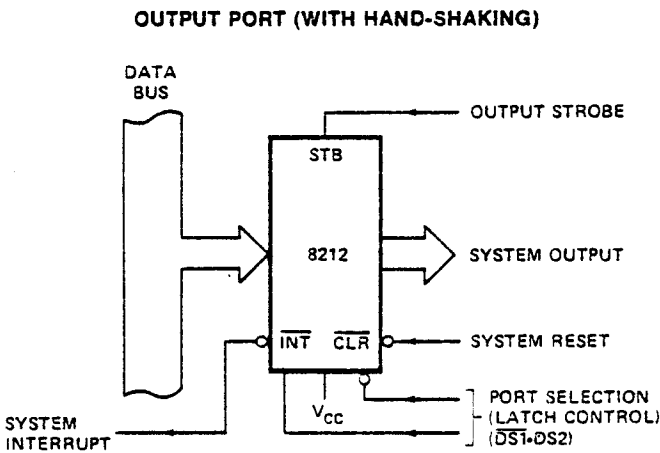 OUTPUT PORT (WITH HAND-SHAKING)
DATA
BUS
OUTPUT STROBE
STB
8212
SYSTEM OUTPUT
INT CLR
SYSTEM RESET
VCC
PORT SELECTION
(LATCH CONTROL)
(DS1•DS2)
SYSTEM
INTERRUPT